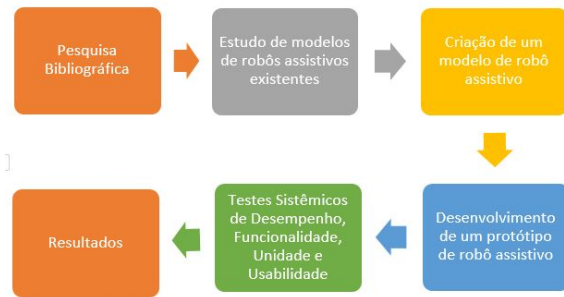 Pesquisa
Bibliográfica
Estudo de modelos
de robôs assistivos
existentes
Criação de um
modelo de robô
assistivo
Desenvolvimento
de um protótipo
de robô assistivo
Testes Sistêmicos
de Desempenho,
Funcionalidade,
Unidade e
Usabilidade
Resultados